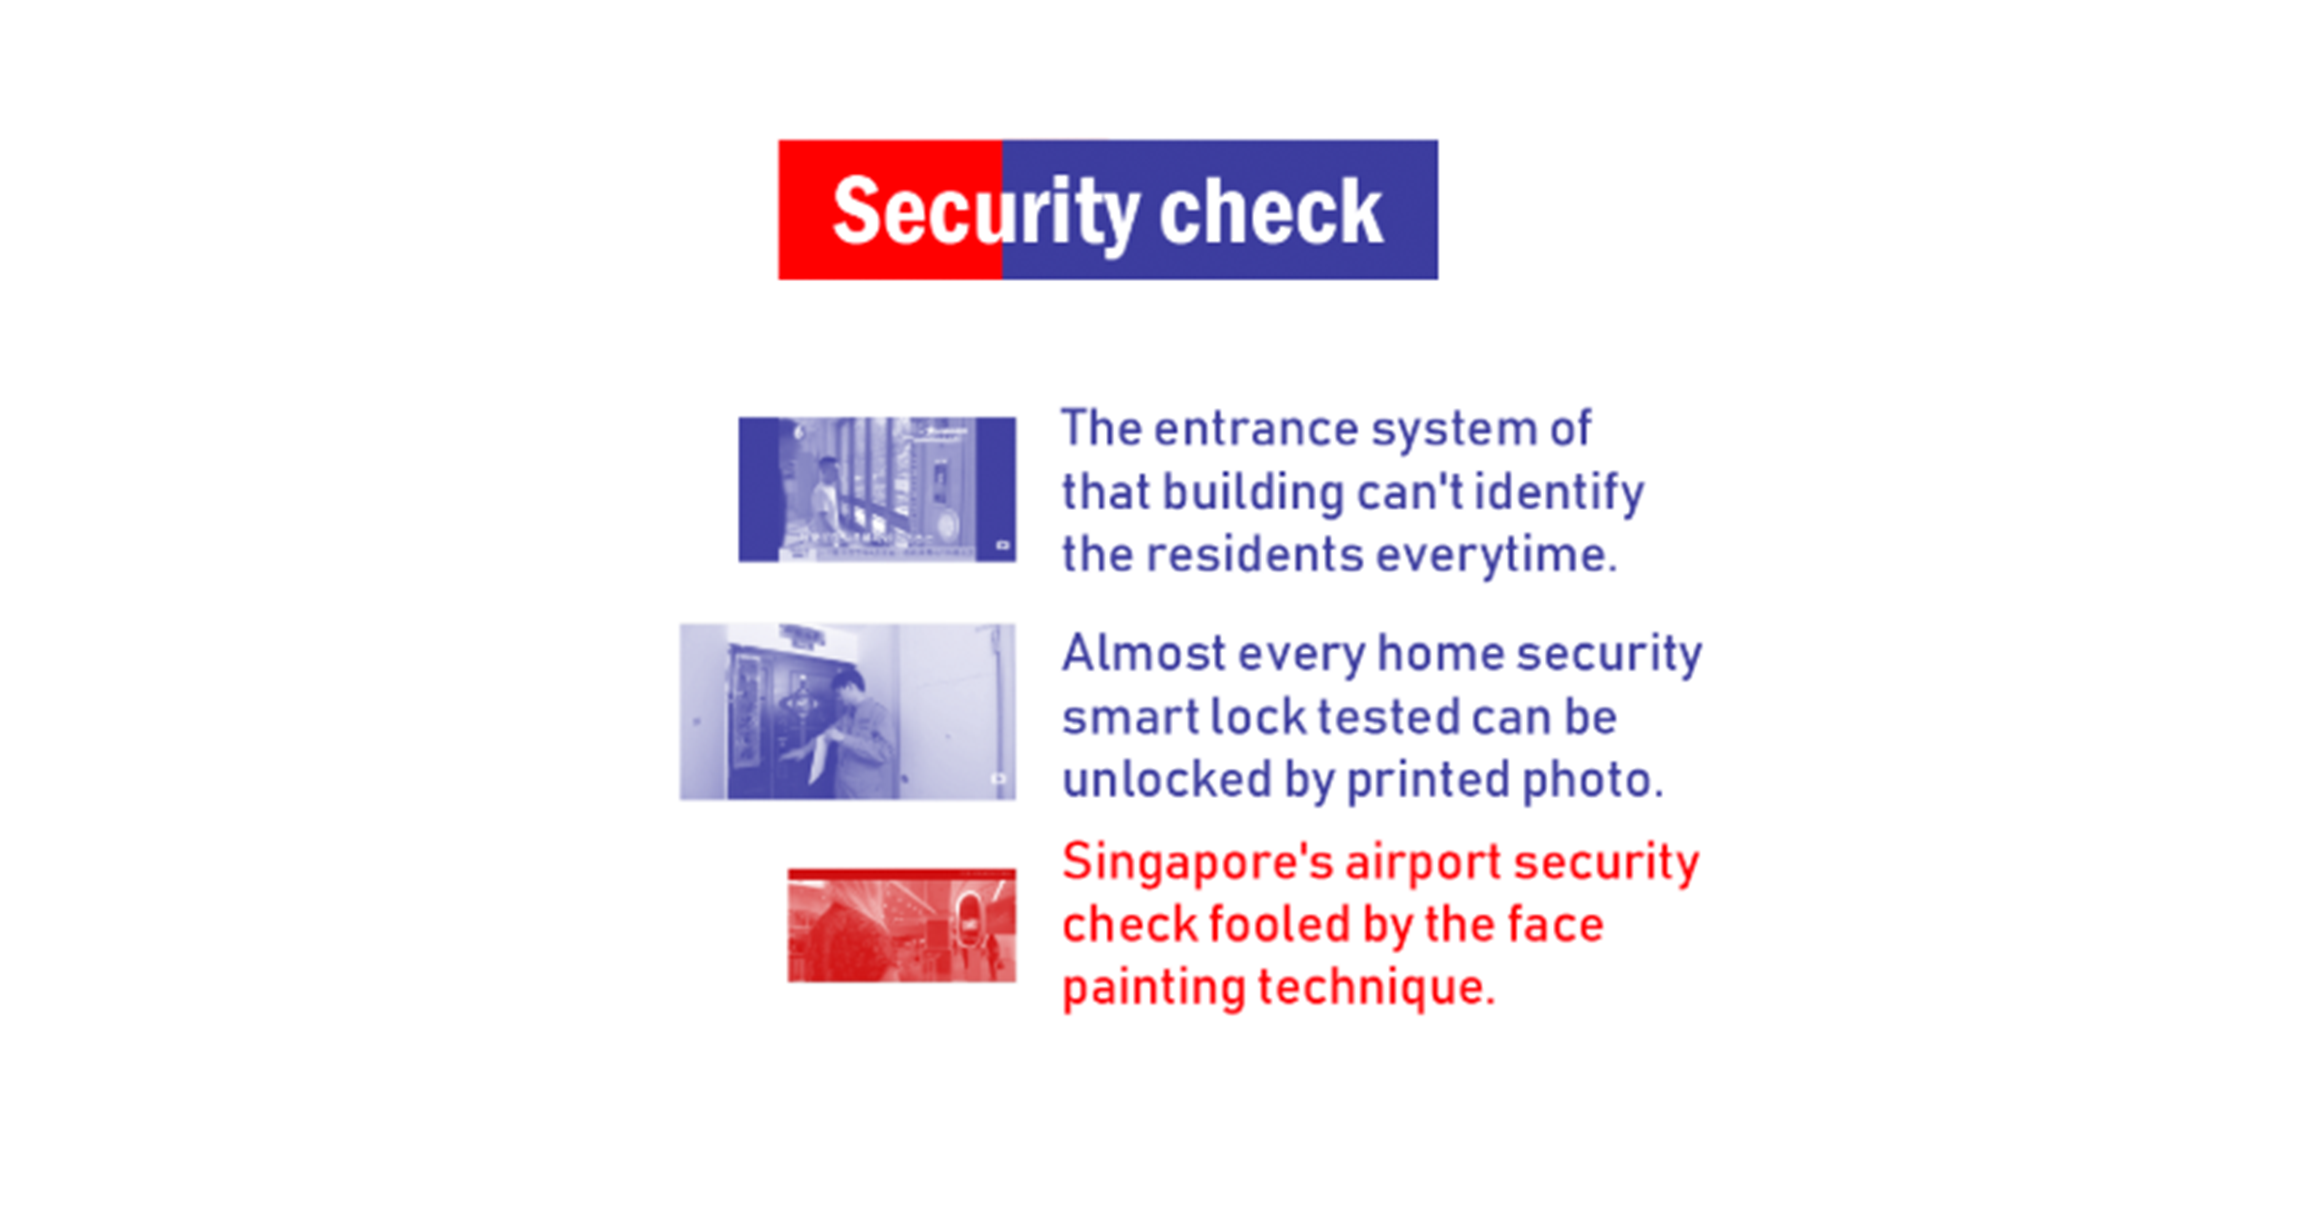 Security check
The entrance system of
that building can't identify
the residents everytime.
Almost every home security
smart lock tested can be
unlocked by printed photo.
Singapore's airport security
check fooled by the face
painting technique.